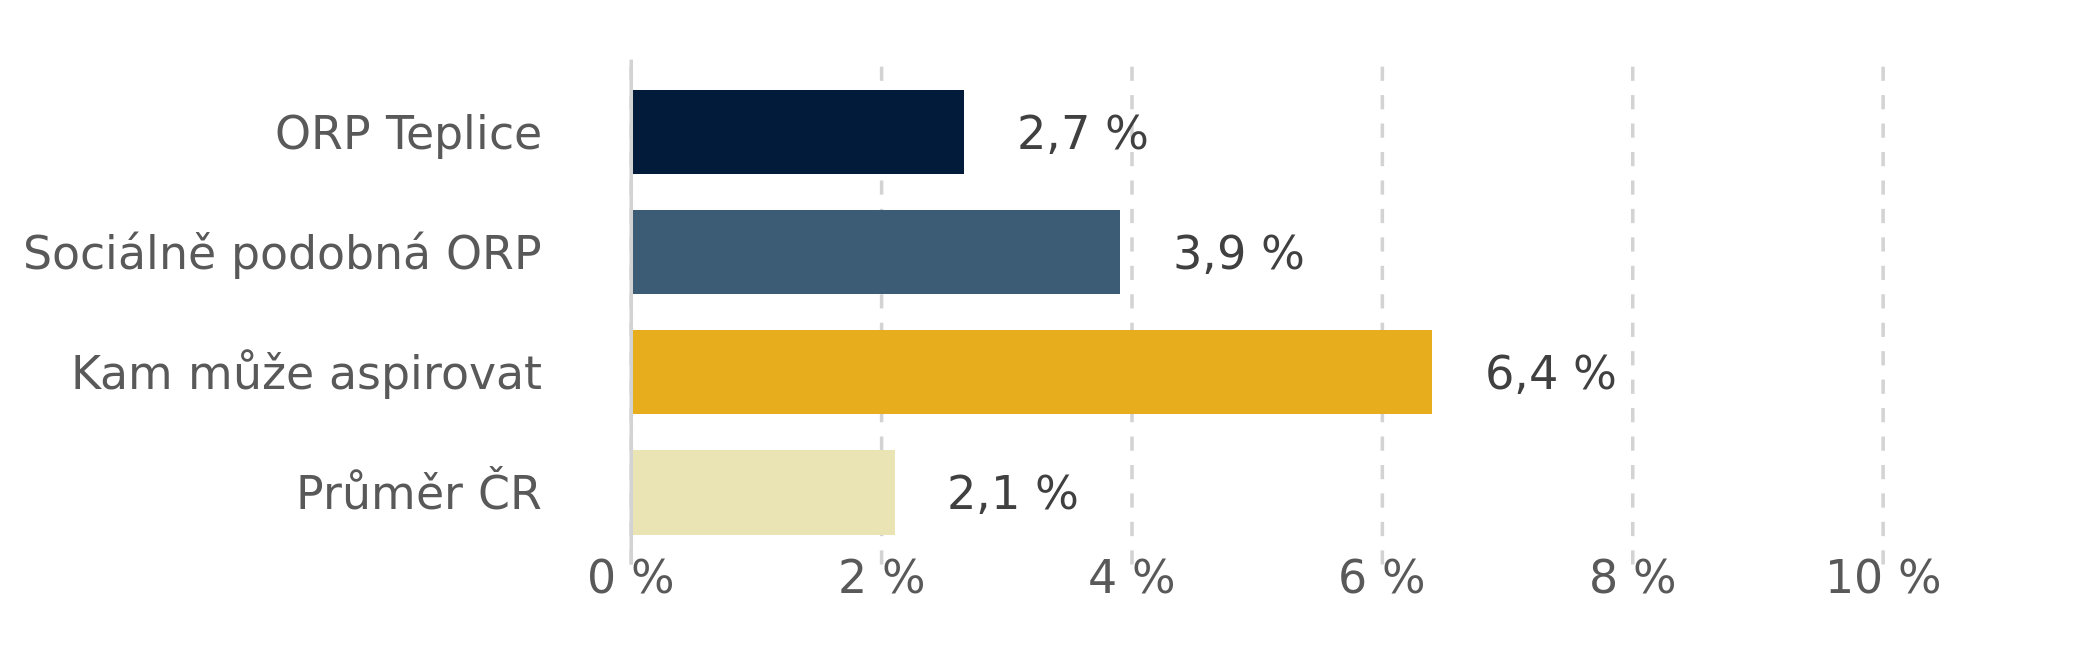 ORP Teplice 2,7 %
Sociálně podobná ORP 3,9 %
Kam může aspirovat 6,4 %
Průměr ČR 2,1 %
0 % 2 % 4 % 6 % 8 % 10 %